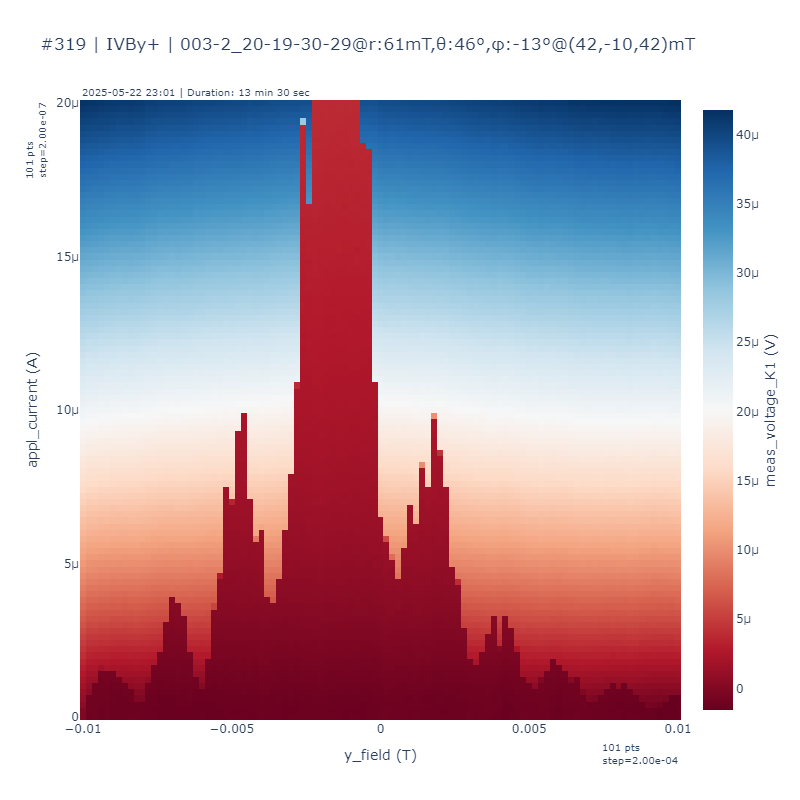 #319 | IVBy+ | 003-2_20-19-30-29@r:61mT,θ:46°,φ:-13°@(42,-10,42)mT
2025-05-22 23:01 | Duration: 13 min 30 sec
101 pts
step=2.00e-07
20μ
15μ
10μ
5μ
0
appl_current (A)
−0.01
−0.005
0
0.005
0.01
y_field (T)
101 pts
step=2.00e-04
40μ
35μ
30μ
25μ
20μ
15μ
10μ
5μ
0
meas_voltage_K1 (V)